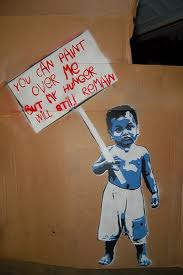 YOU CAN PAINT
OVER ME
BUT MY HUNGER
WILL STILL REMAIN